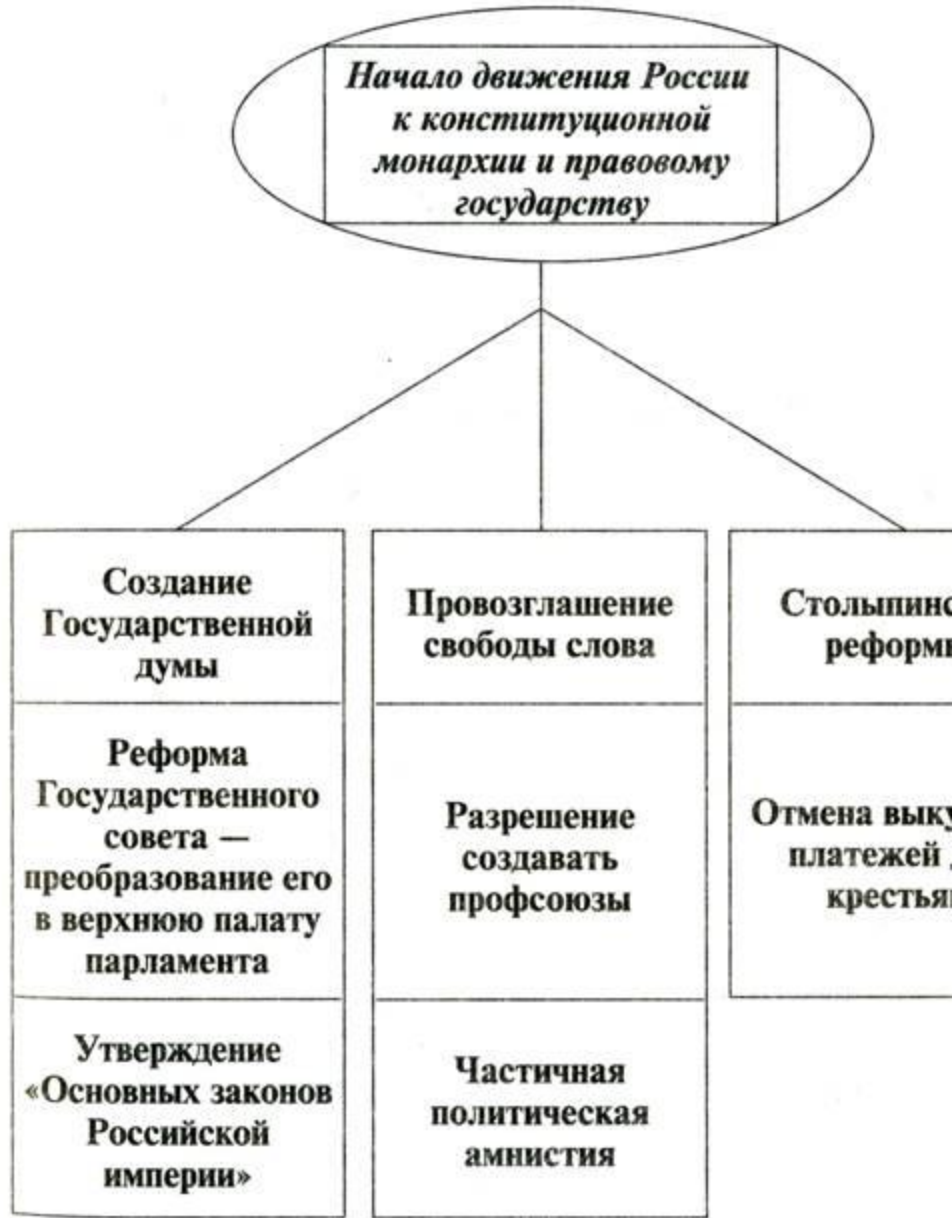 Начало движения России
к конституционной
монархии и правовому
государству
Создание
Государственной
думы
Реформа
Государственного
совета —
преобразование его
в верхнюю палату
парламента
Утверждение
«Основных законов
Российской
империи»
Провозглашение
свободы слова
Разрешение
создавать
профсоюзы
Частичная
политическая
амнистия
Отмена
платежей